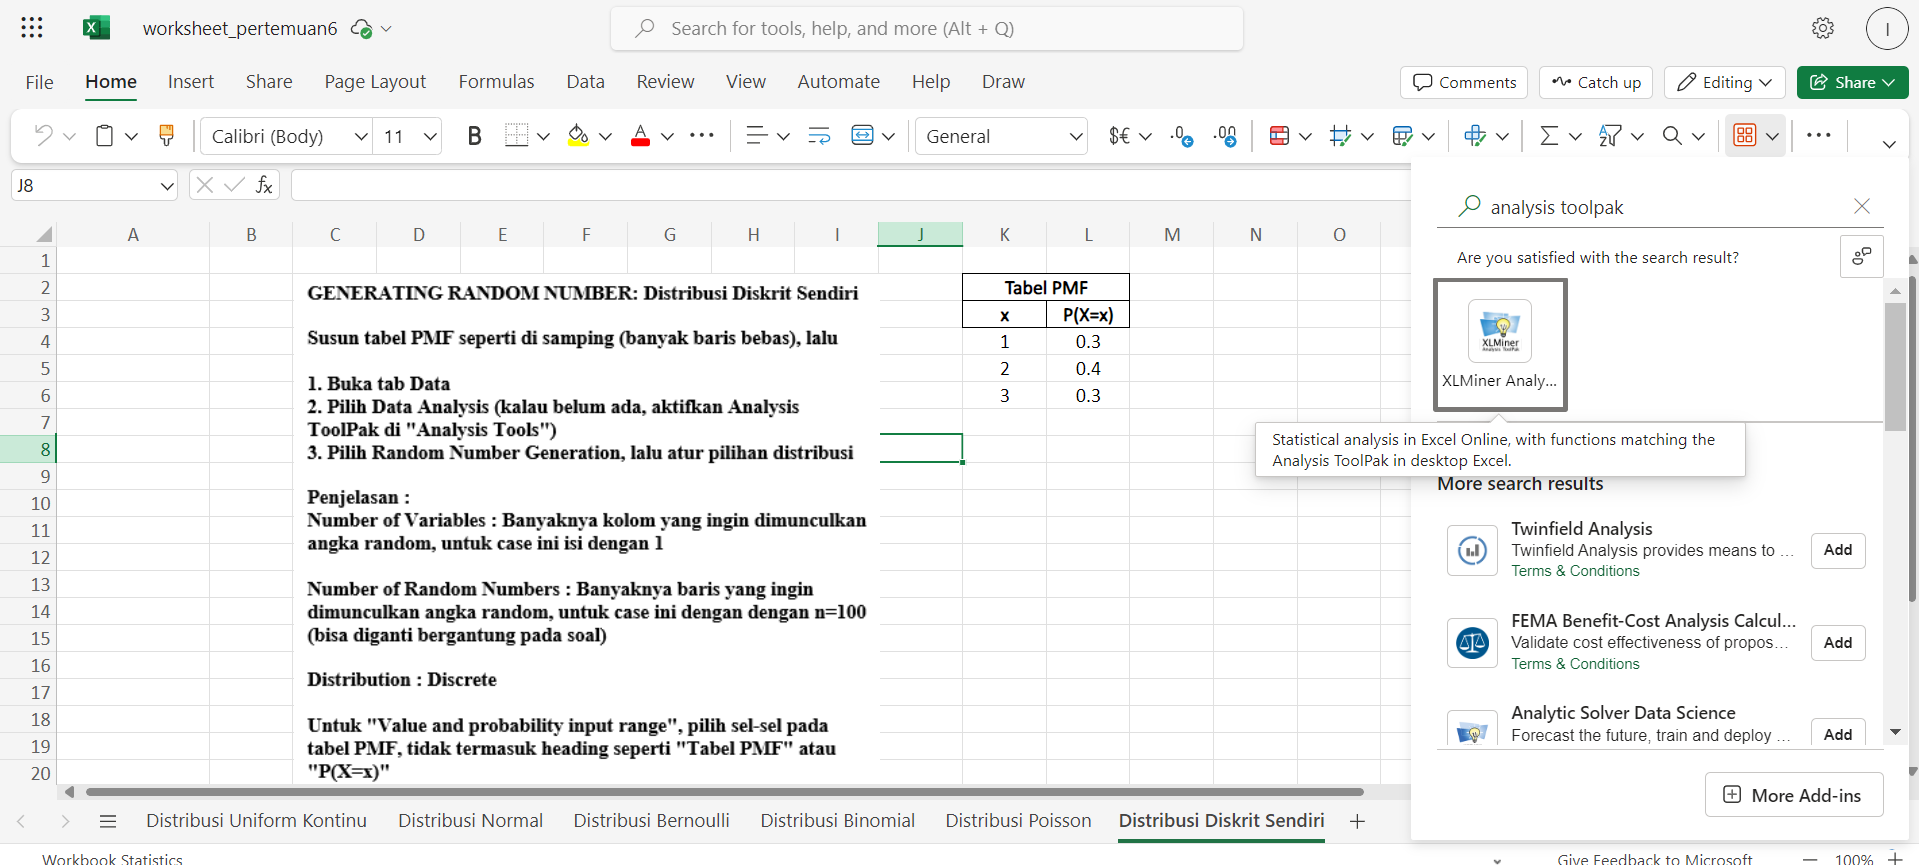 worksheet_pertemuan6
Search for tools, help, and more (Alt + Q)
I
File Home Insert Share Page Layout Formulas Data Review View Automate Help Draw
Comments Catch up Editing Share
Calibri (Body) 11 B A General $€ .0 .00
J8 fx
analysis toolpak
Are you satisfied with the search result?
A B C D E F G H I J K L M N O
1
2
3
4
5
6
7
8
9
10
11
12
13
14
15
16
17
18
19
20
GENERATING RANDOM NUMBER: Distribusi Diskrit Sendiri
Susun tabel PMF seperti di samping (banyak baris bebas), lalu
1. Buka tab Data
2. Pilih Data Analysis (kalau belum ada, aktifkan Analysis
ToolPak di "Analysis Tools")
3. Pilih Random Number Generation, lalu atur pilihan distribusi
Penjelasan :
Number of Variables : Banyaknya kolom yang ingin dimunculkan
angka random, untuk case ini isi dengan 1
Number of Random Numbers : Banyaknya baris yang ingin
dimunculkan angka random, untuk case ini dengan dengan n=100
(bisa diganti bergantung pada soal)
Distribution : Discrete
Untuk "Value and probability input range", pilih sel-sel pada
tabel PMF, tidak termasuk heading seperti "Tabel PMF" atau
"P(X=x)"
Tabel PMF
x P(X=x)
1 0.3
2 0.4
3 0.3
XLMiner
Analysis ToolPak
XLMiner Analy...
Statistical analysis in Excel Online, with functions matching the
Analysis ToolPak in desktop Excel.
More search results
Twinfield Analysis
Twinfield Analysis provides means to ...
Terms & Conditions
Add
FEMA Benefit-Cost Analysis Calcul...
Validate cost effectiveness of propos...
Terms & Conditions
Add
Analytic Solver Data Science
Forecast the future, train and deploy ...
Add
More Add-ins
Distribusi Uniform Kontinu Distribusi Normal Distribusi Bernoulli Distribusi Binomial Distribusi Poisson Distribusi Diskrit Sendiri
Workbook Statistics Give Feedback to Microsoft 100%